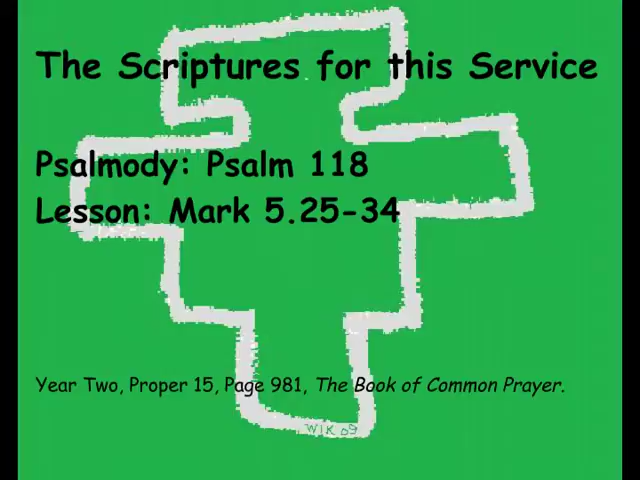 The Scriptures for this Service
Psalmody: Psalm 118
Lesson: Mark 5.25-34
Year Two, Proper 15, Page 981, The Book of Common Prayer.
WIK 09